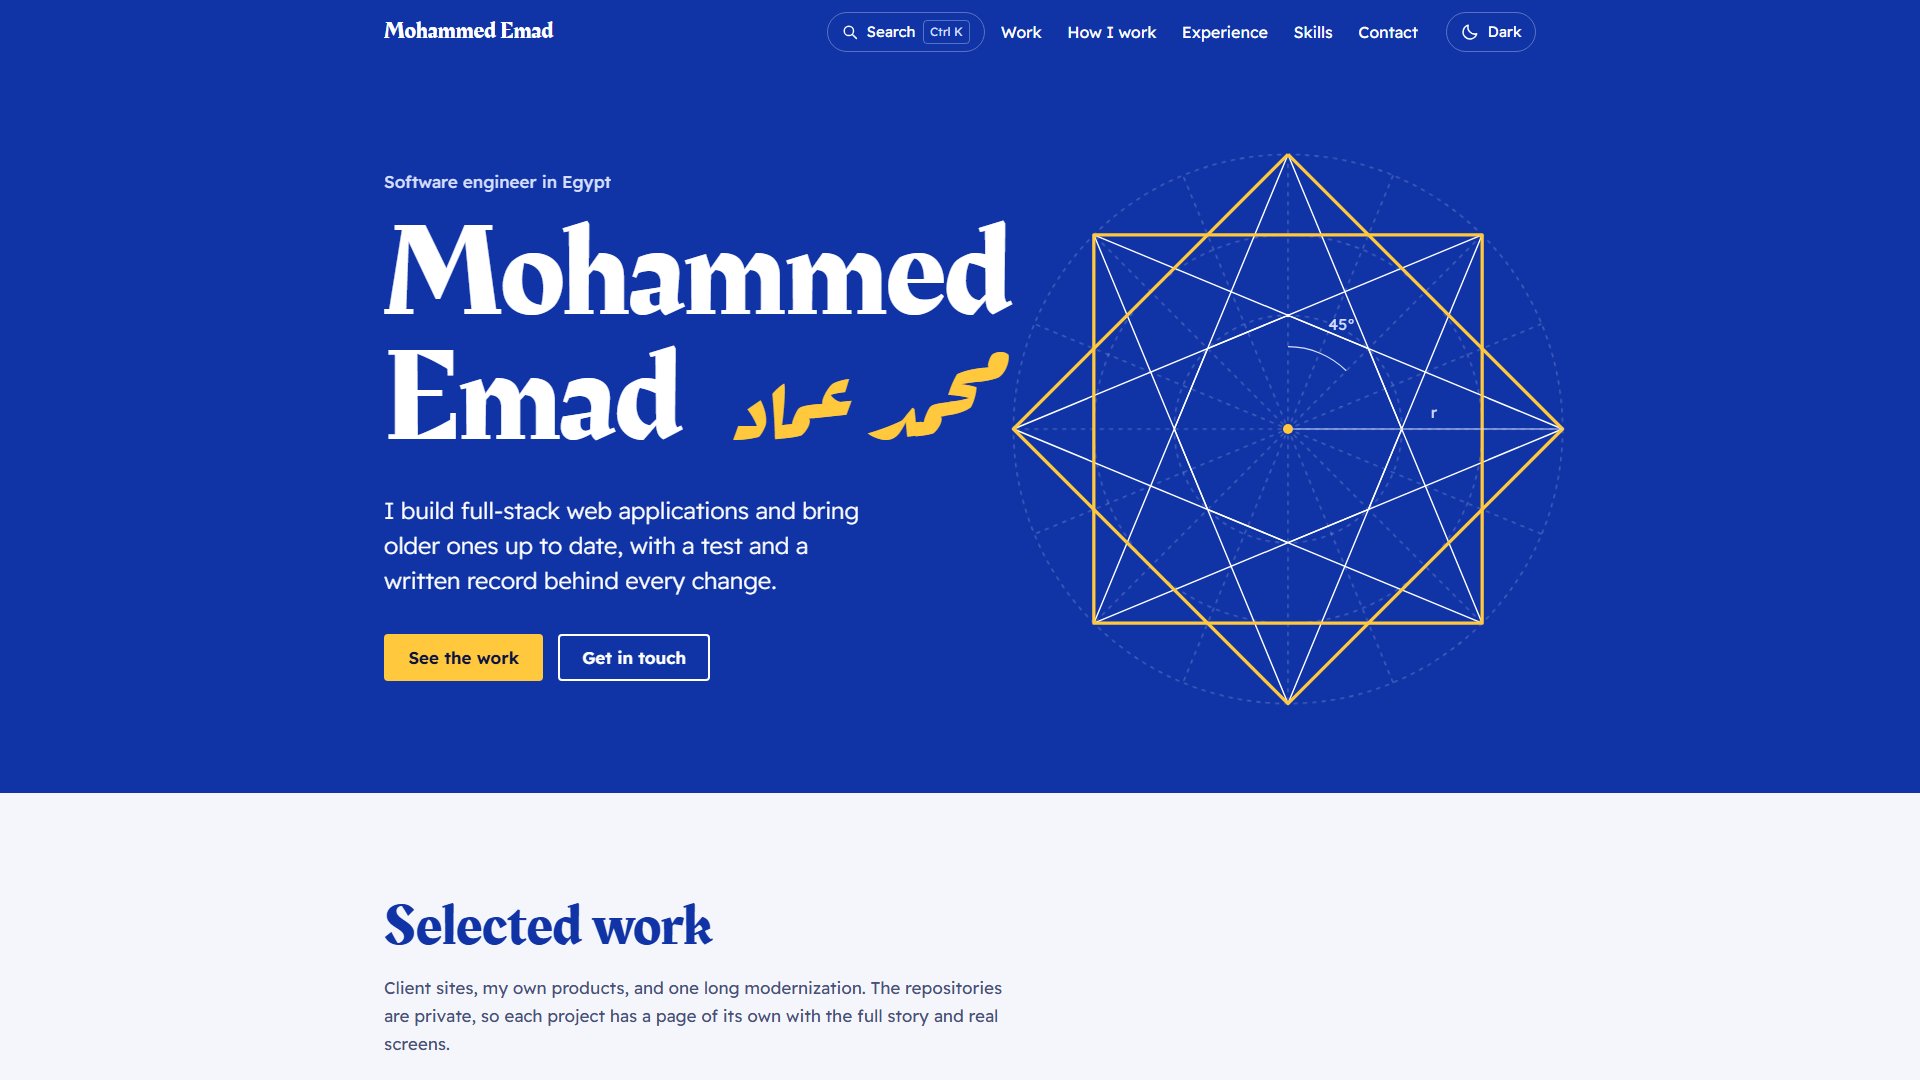 Mohammed Emad
Search Ctrl K Work How I work Experience Skills Contact Dark
Software engineer in Egypt
Mohammed
Emad محمد عماد
45°
r
I build full-stack web applications and bring
older ones up to date, with a test and a
written record behind every change.
See the work Get in touch
Selected work
Client sites, my own products, and one long modernization. The repositories
are private, so each project has a page of its own with the full story and real
screens.